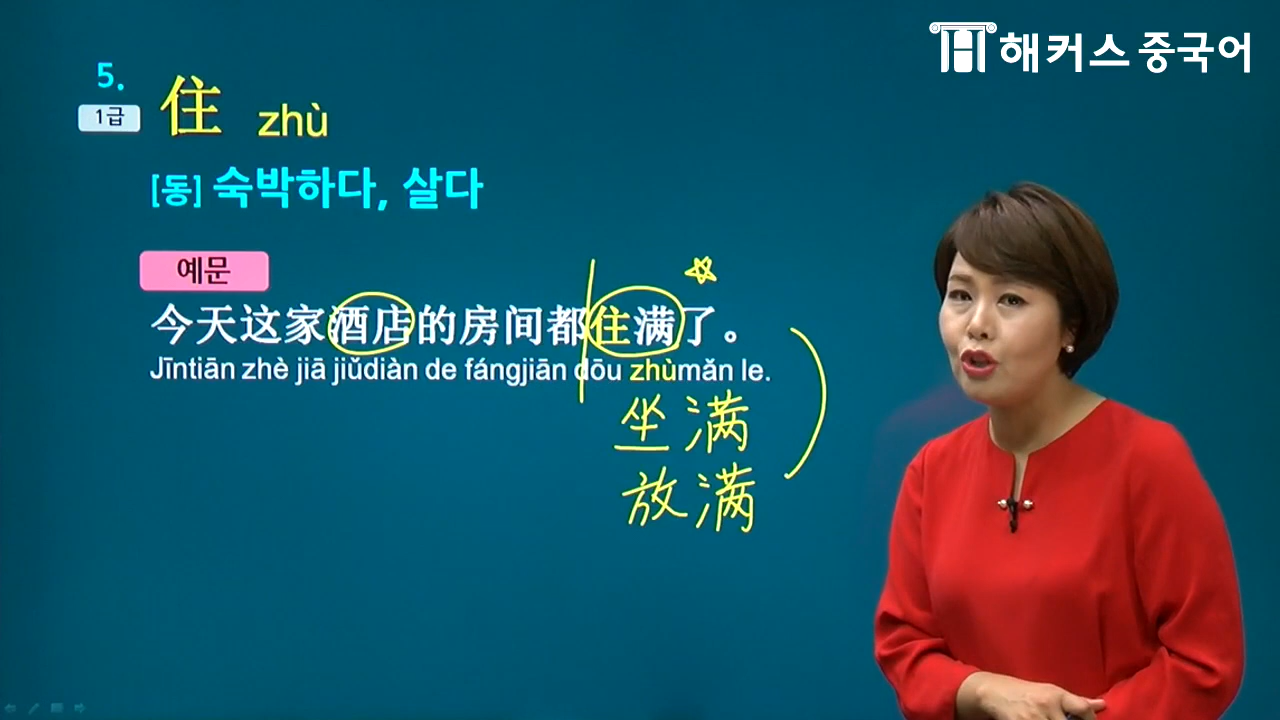 해커스 중국어
5.
1급
住 zhù
[동] 숙박하다, 살다
예문
今天这家酒店的房间都住满了。
Jīntiān zhè jiā jiǔdiàn de fángjiān dōu zhùmǎn le.
坐满
放满